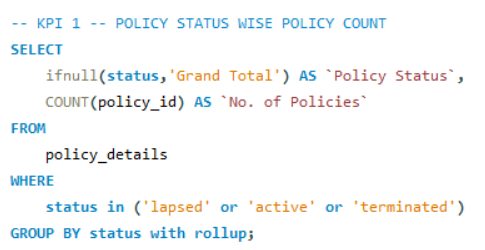 -- KPI 1 -- POLICY STATUS WISE POLICY COUNT
SELECT
ifnull(status,'Grand Total') AS `Policy Status`,
COUNT(policy_id) AS `No. of Policies`
FROM
policy_details
WHERE
status in ('lapsed' or 'active' or 'terminated')
GROUP BY status with rollup;